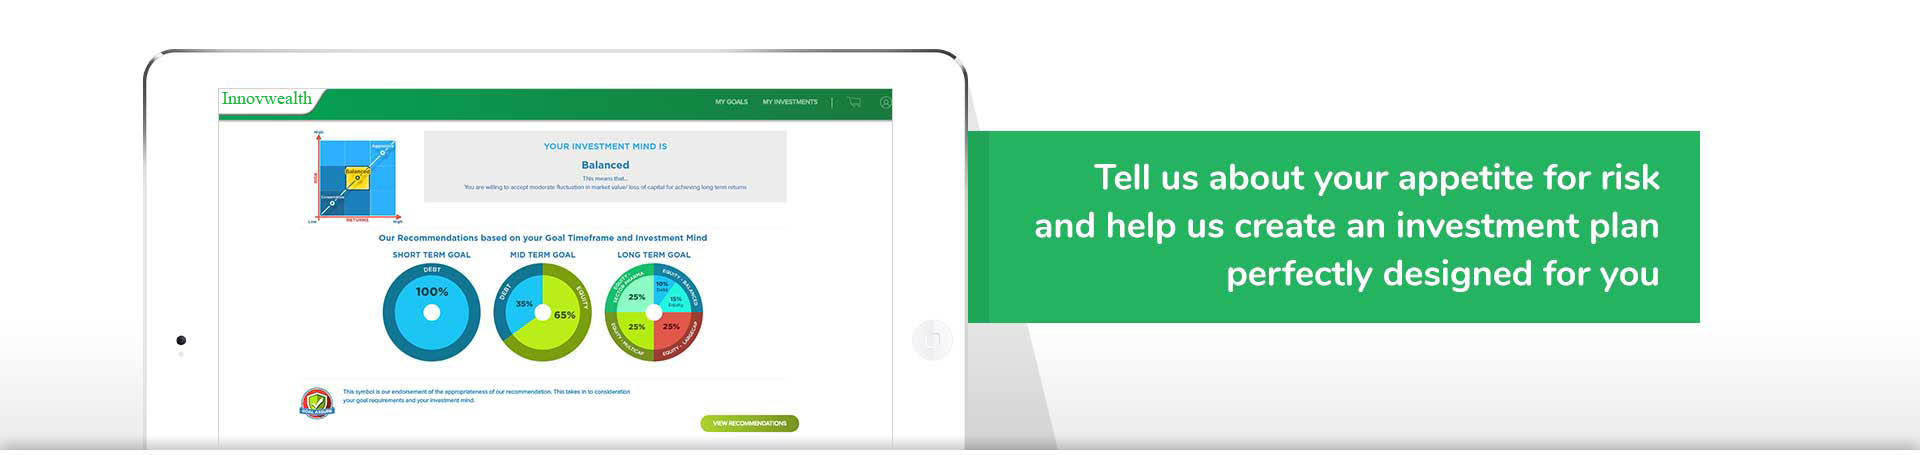 Innovwealth
MY GOALS MY INVESTMENTS
High
Aggressive
Balanced
RISK
Conservative
Low RETURNS High
YOUR INVESTMENT MIND IS
Balanced
This means that...
You are willing to accept moderate fluctuation in market value/ loss of capital for achieving long term returns
Our Recommendations based on your Goal Timeframe and Investment Mind
SHORT TERM GOAL MID TERM GOAL LONG TERM GOAL
DEBT
100%
DEBT
35%
EQUITY
65%
EQUITY - SECTOR PHARMA
25%
EQUITY - BALANCED
10%
Debt
15%
Equity
EQUITY - MULTICAP
25%
EQUITY - LARGECAP
25%
GOAL ASSURE
This symbol is our endorsement of the appropriateness of our recommendation. This takes in to consideration
your goal requirements and your investment mind.
VIEW RECOMMENDATIONS
Tell us about your appetite for risk
and help us create an investment plan
perfectly designed for you